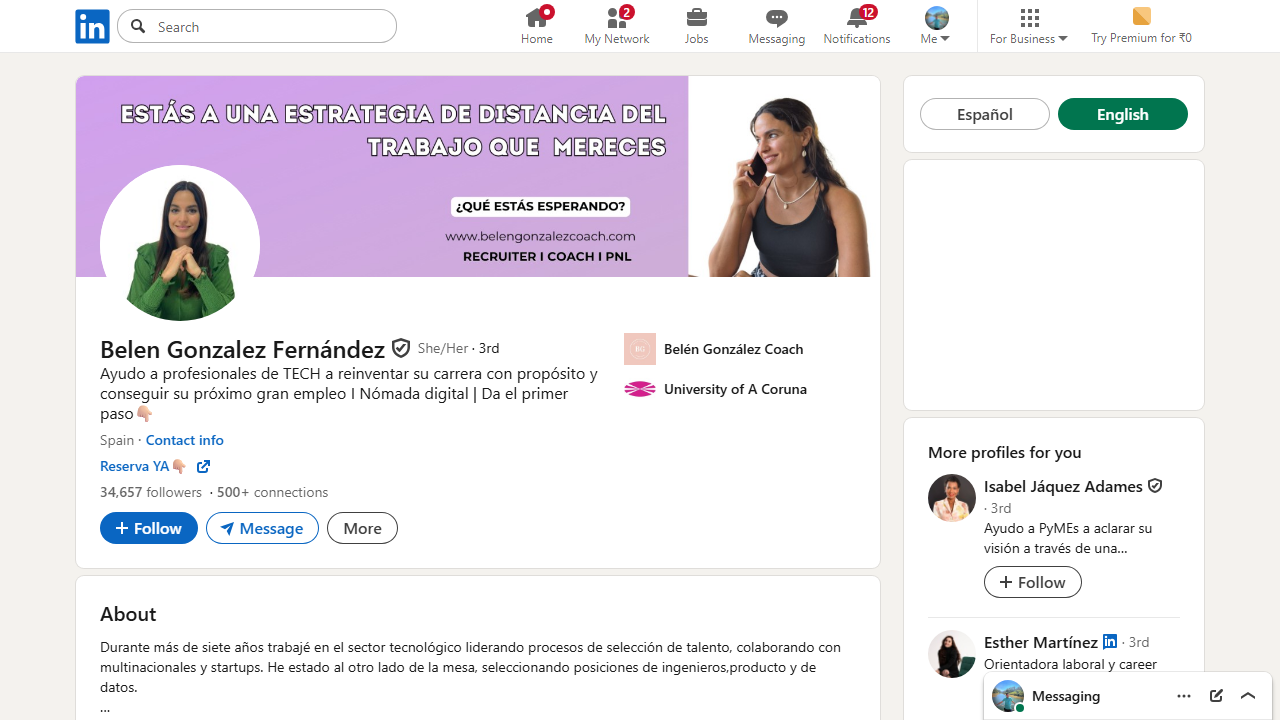 in
Search
Home
2
My Network
Jobs
Messaging
12
Notifications
Me
For Business
Try Premium for ₹0
ESTÁS A UNA ESTRATEGIA DE DISTANCIA DEL
TRABAJO QUE MERECES
¿QUÉ ESTÁS ESPERANDO?
www.belengonzalezcoach.com
RECRUITER I COACH I PNL
Belen Gonzalez Fernández She/Her · 3rd
Ayudo a profesionales de TECH a reinventar su carrera con propósito y
conseguir su próximo gran empleo I Nómada digital | Da el primer
paso👇🏼
Spain · Contact info
Reserva YA👇🏼
34,657 followers · 500+ connections
Follow
Message
More
BG
Belén González Coach
University of A Coruna
About
Durante más de siete años trabajé en el sector tecnológico liderando procesos de selección de talento, colaborando con
multinacionales y startups. He estado al otro lado de la mesa, seleccionando posiciones de ingenieros,producto y de
datos.
...
Español
English
More profiles for you
Isabel Jáquez Adames
· 3rd
Ayudo a PyMEs a aclarar su
visión a través de una...
Follow
Esther Martínez in · 3rd
Orientadora laboral y career
Messaging